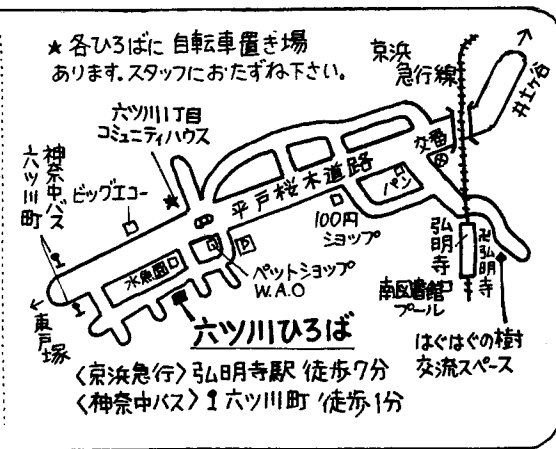 ★各ひろばに自転車置き場
あります。スタッフにおたずね下さい。
京浜
急行線
井土ヶ谷
六ツ川1丁目
コミュニティハウス
神奈中バス
六ツ川町
ビッグエコー
平戸桜木道路
交番
パン
100円
ショップ
水魚園
P
ペットショップ
W.A.O
弘明寺
卍弘明寺
南図書館
プール
←東戸塚
六ツ川ひろば
はぐはぐの樹
交流スペース
〈京浜急行〉弘明寺駅 徒歩7分
〈神奈中バス〉六ツ川町 徒歩1分